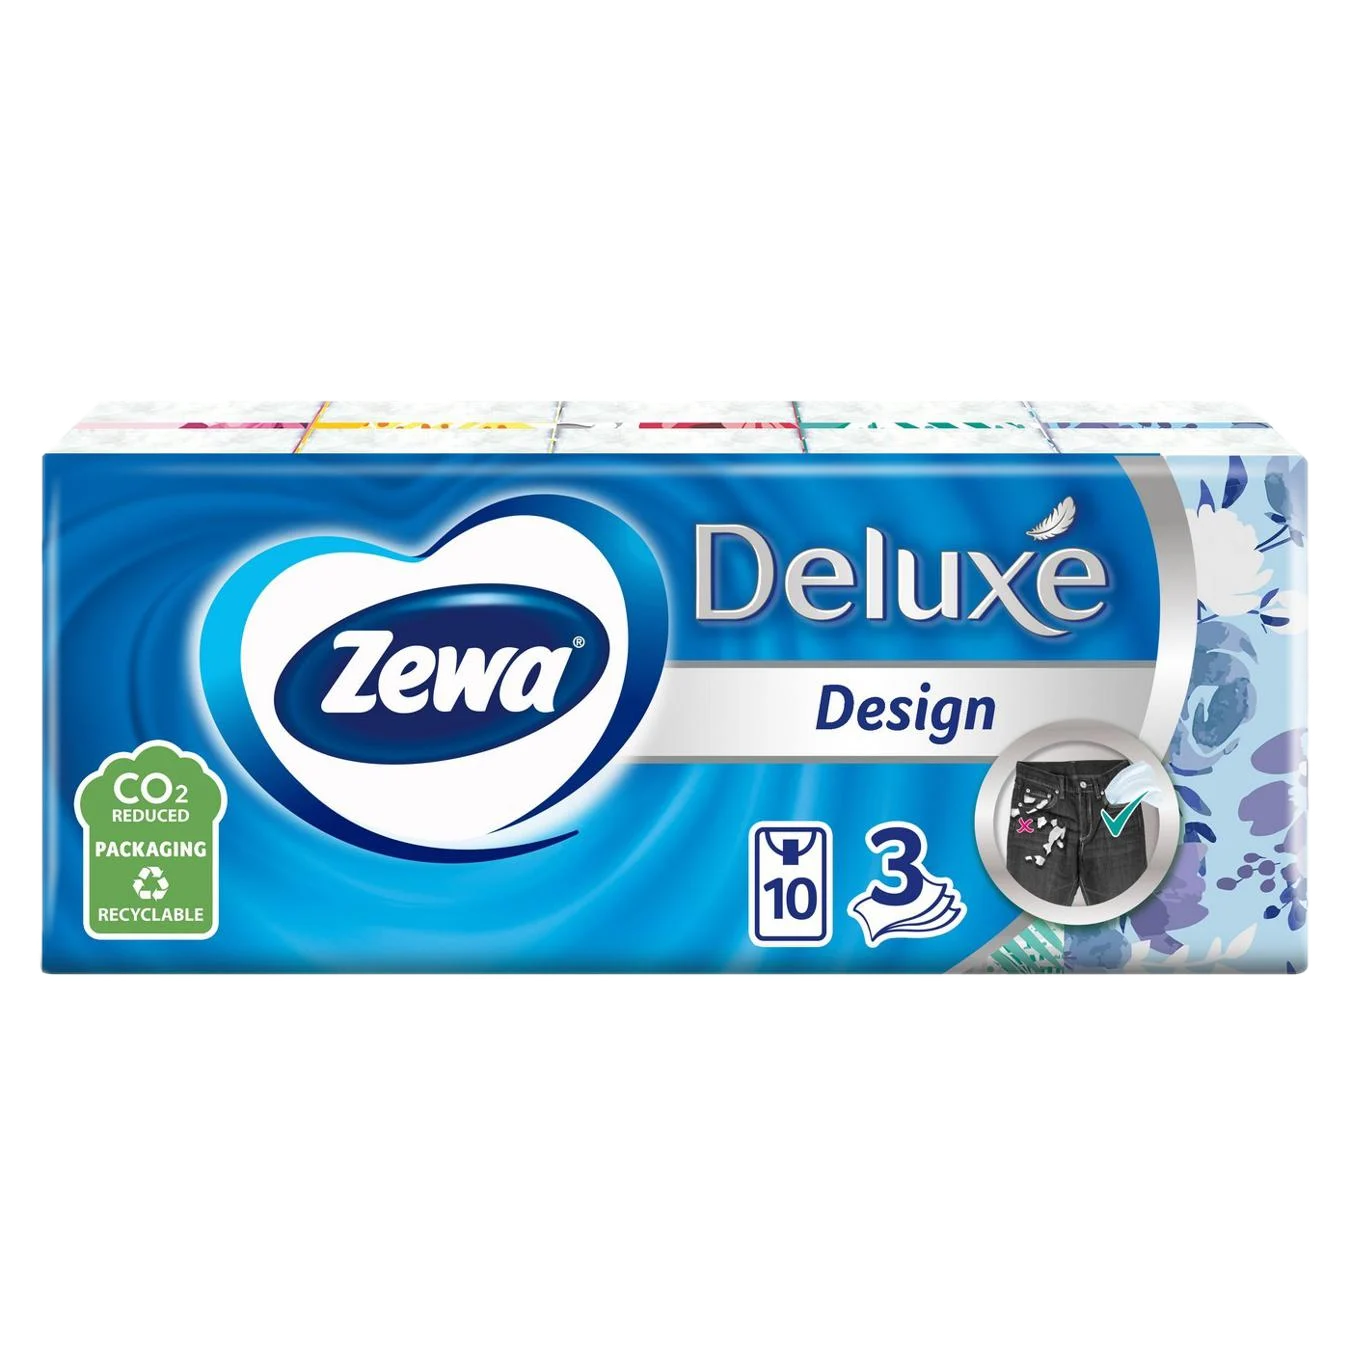 Zewa®
Deluxe
Design
CO2
REDUCED
PACKAGING
RECYCLABLE
10
3